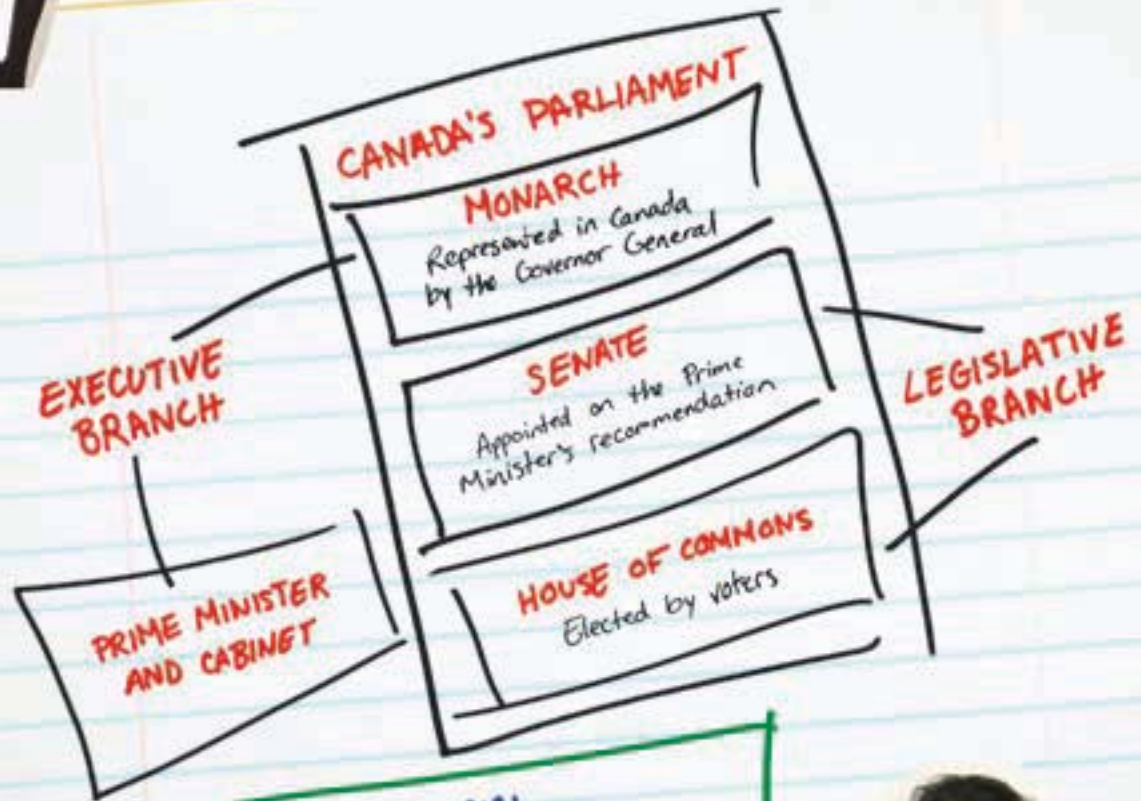 CANADA'S PARLIAMENT
MONARCH
Represented in Canada
by the Governor General
EXECUTIVE
BRANCH
SENATE
Appointed on the Prime
Minister's recommendation
LEGISLATIVE
BRANCH
HOUSE OF COMMONS
Elected by voters
PRIME MINISTER
AND CABINET